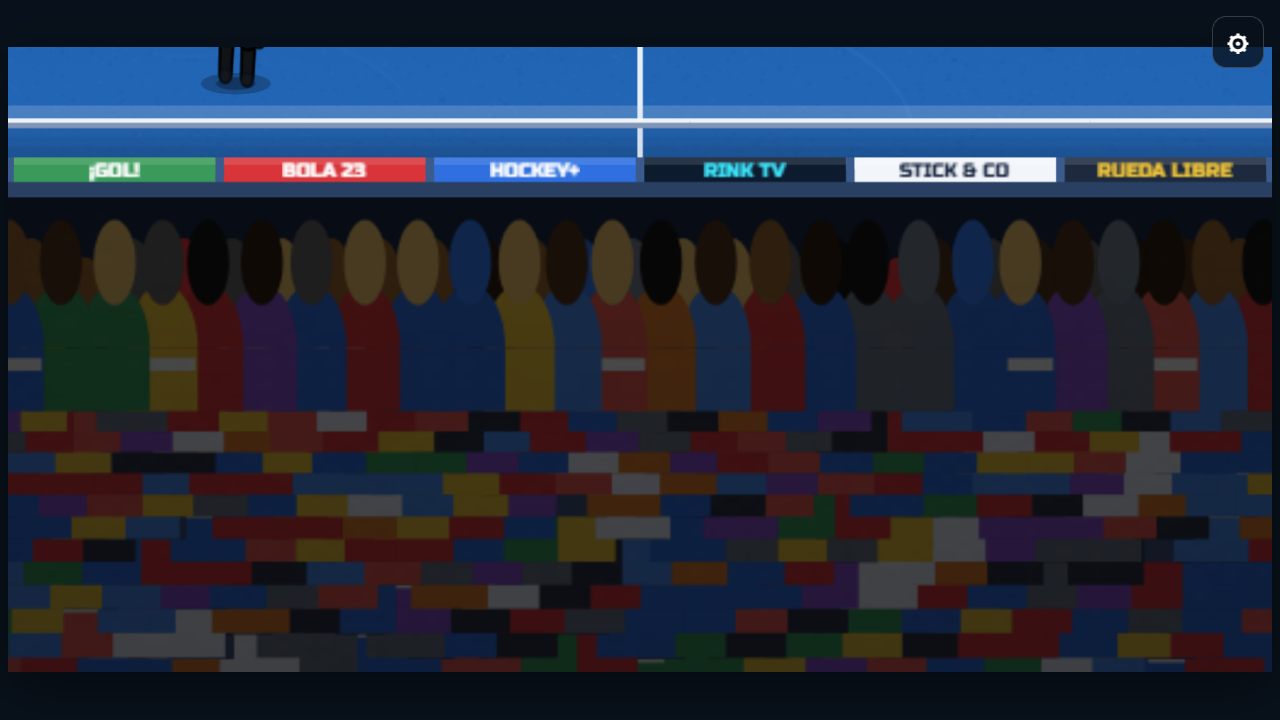 ¡GOL!
BOLA 23
HOCKEY+
RINK TV
STICK & CO
RUEDA LIBRE